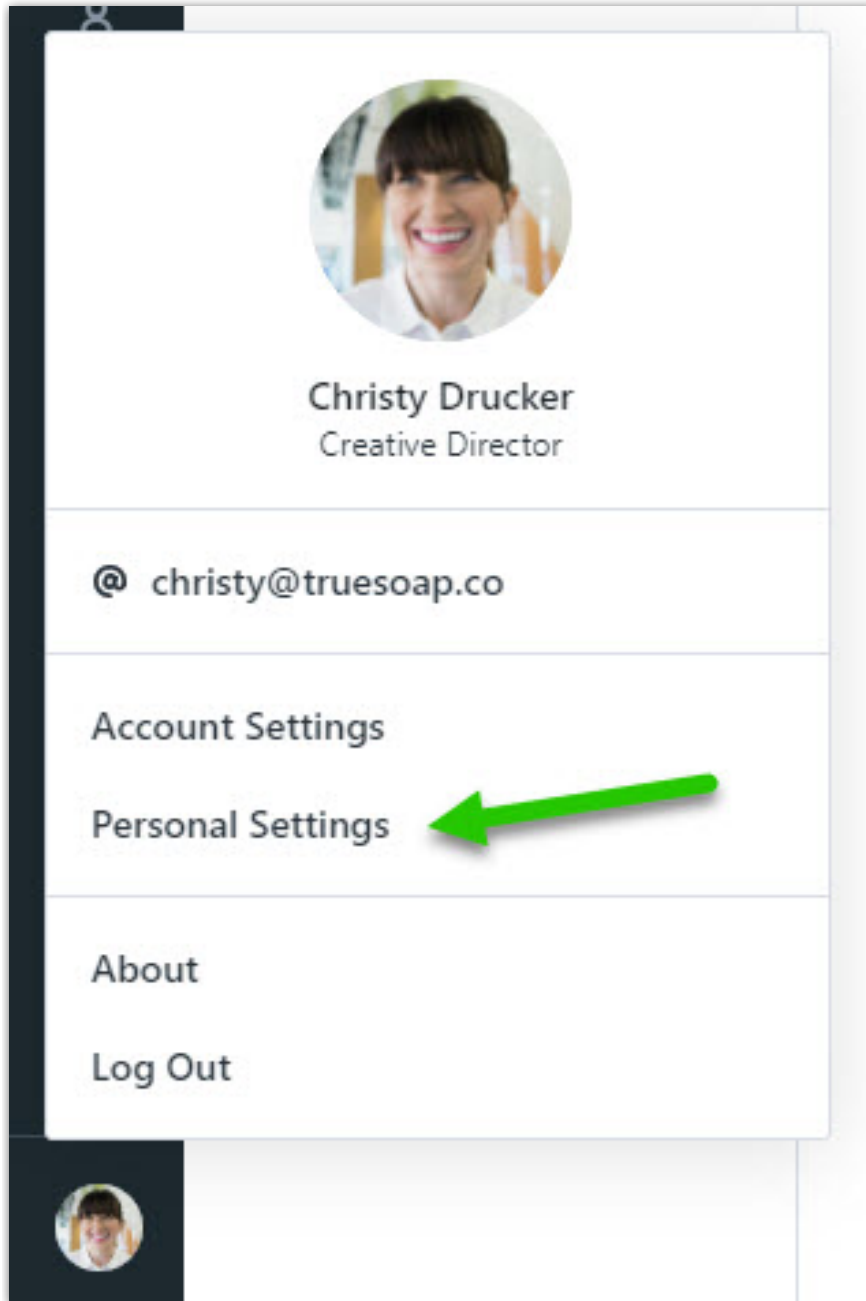 Christy Drucker
Creative Director
@ christy@truesoap.co
Account Settings
Personal Settings
About
Log Out